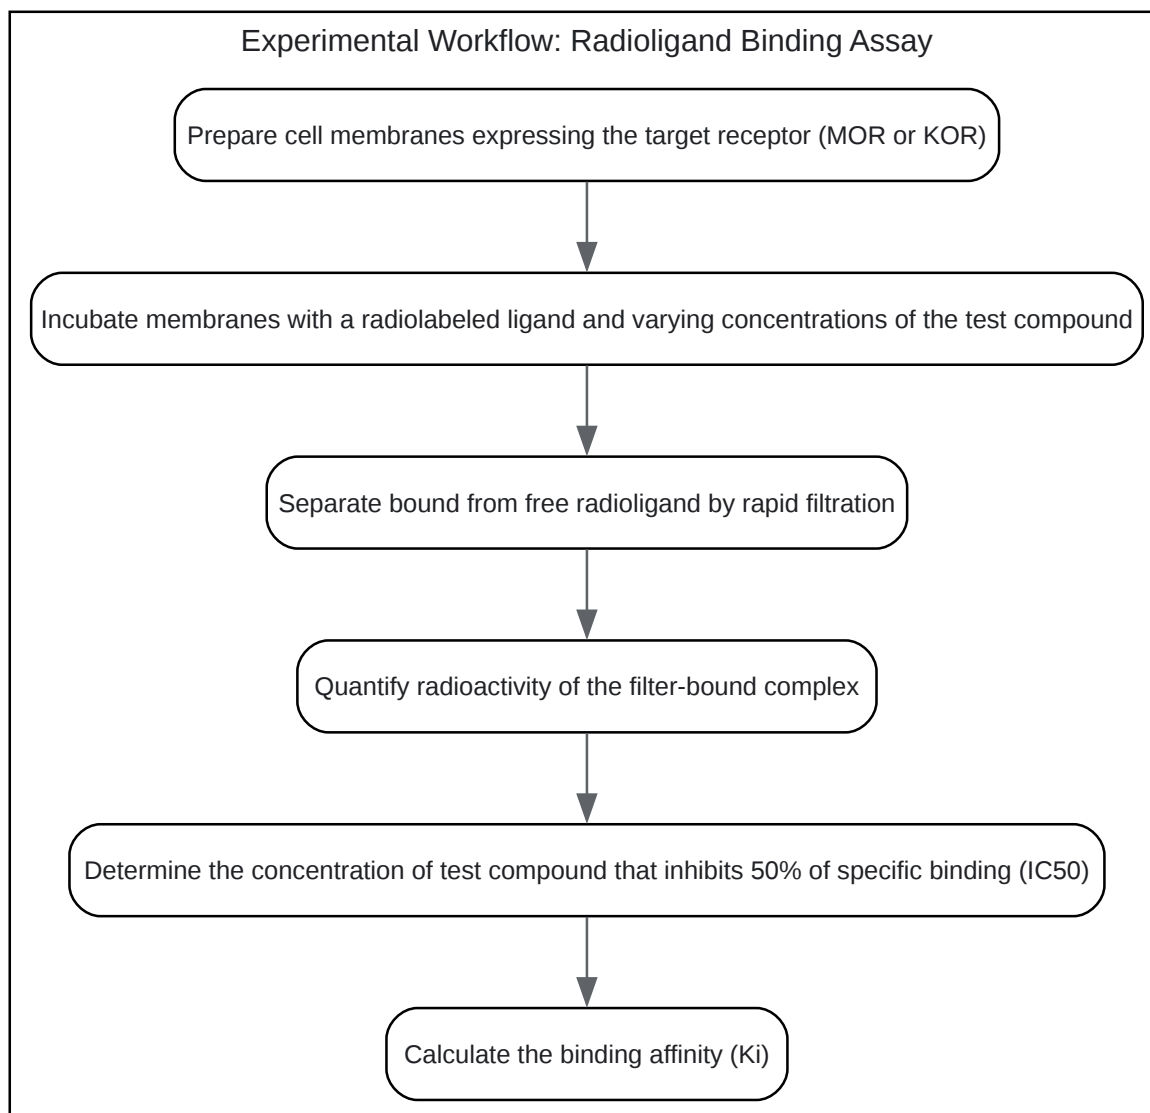 Experimental Workflow: Radioligand Binding Assay
Prepare cell membranes expressing the target receptor (MOR or KOR)
Incubate membranes with a radiolabeled ligand and varying concentrations of the test compound
Separate bound from free radioligand by rapid filtration
Quantify radioactivity of the filter-bound complex
Determine the concentration of test compound that inhibits 50% of specific binding (IC50)
Calculate the binding affinity (Ki)